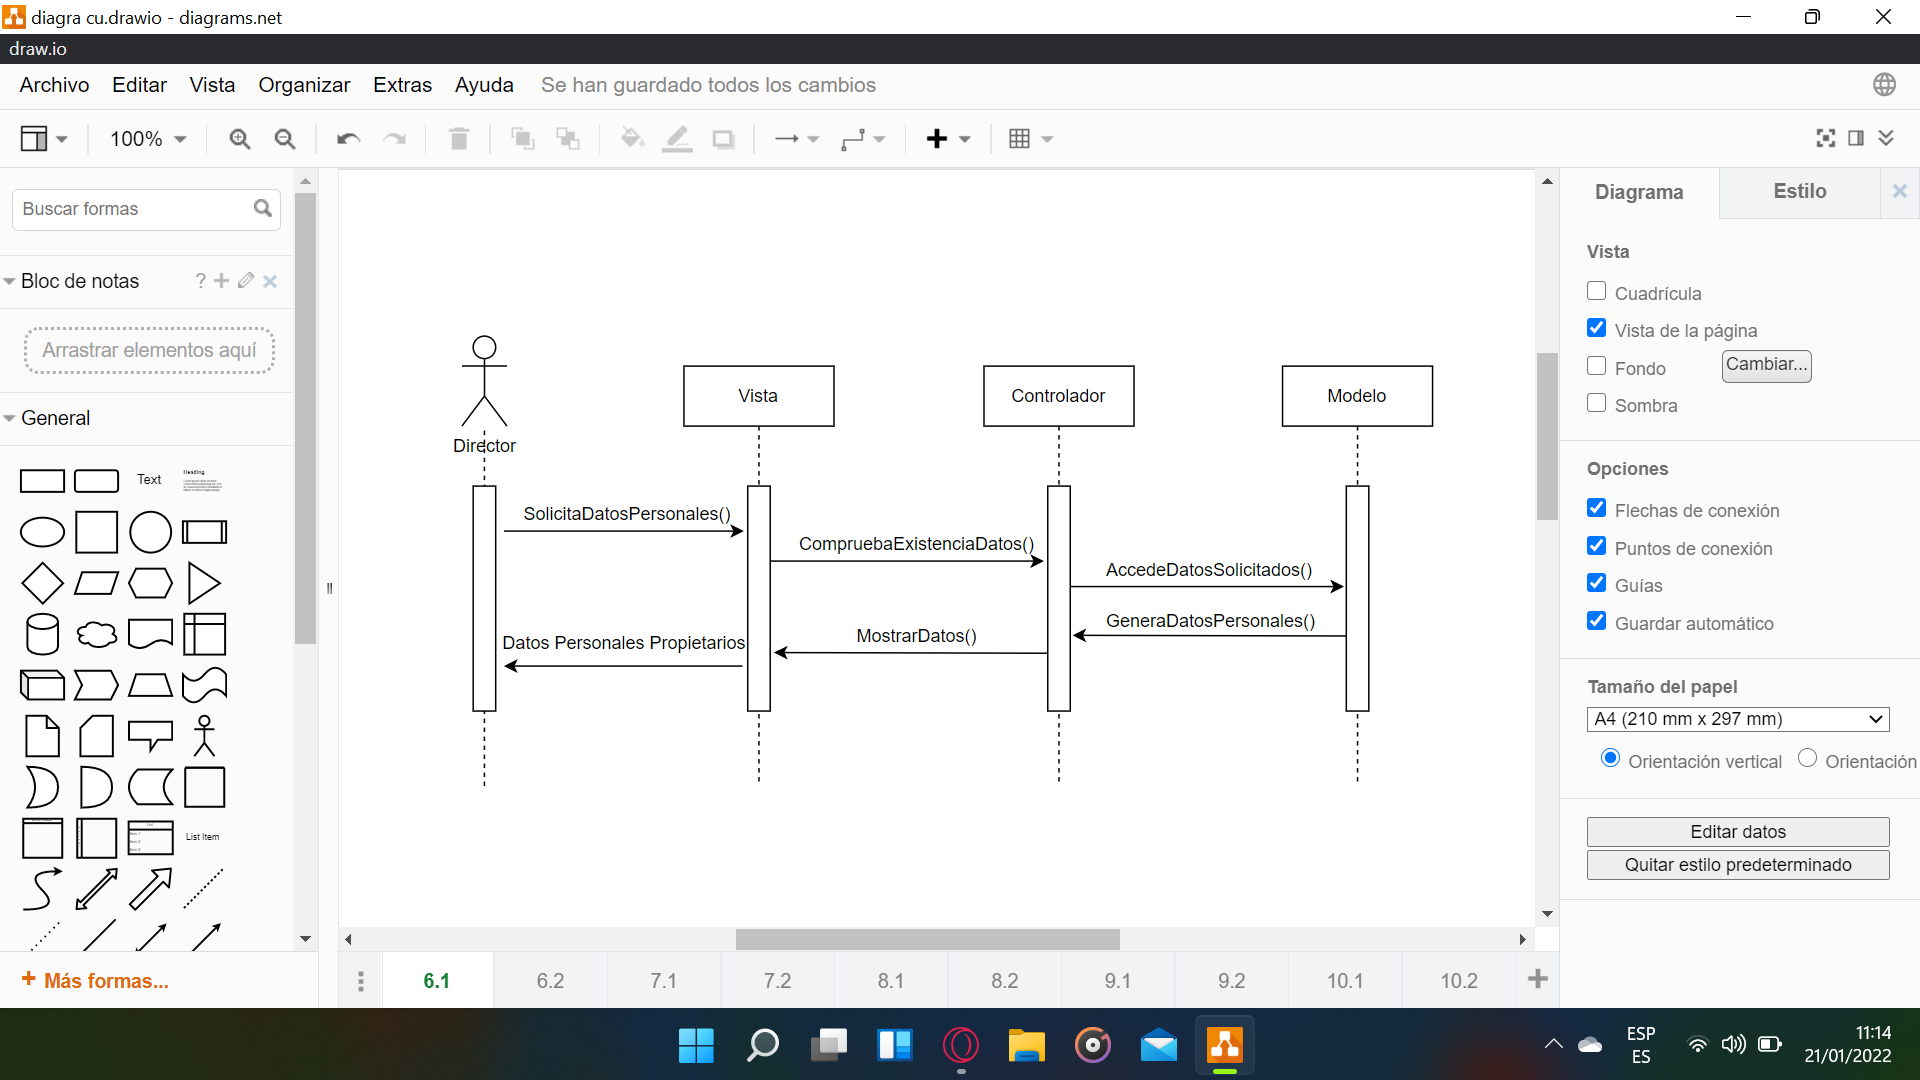 diagra cu.drawio - diagrams.net
draw.io
Archivo Editar Vista Organizar Extras Ayuda Se han guardado todos los cambios
100%
Buscar formas
Bloc de notas ?
Arrastrar elementos aquí
General
Text
Heading
List Item
Más formas...
Director
Vista
Controlador
Modelo
SolicitaDatosPersonales()
CompruebaExistenciaDatos()
AccedeDatosSolicitados()
GeneraDatosPersonales()
MostrarDatos()
Datos Personales Propietarios
6.1 6.2 7.1 7.2 8.1 8.2 9.1 9.2 10.1 10.2
Diagrama Estilo
Vista
Cuadrícula
Vista de la página
Fondo Cambiar...
Sombra
Opciones
Flechas de conexión
Puntos de conexión
Guías
Guardar automático
Tamaño del papel
A4 (210 mm x 297 mm)
Orientación vertical Orientación
Editar datos
Quitar estilo predeterminado
ESP
ES
11:14
21/01/2022